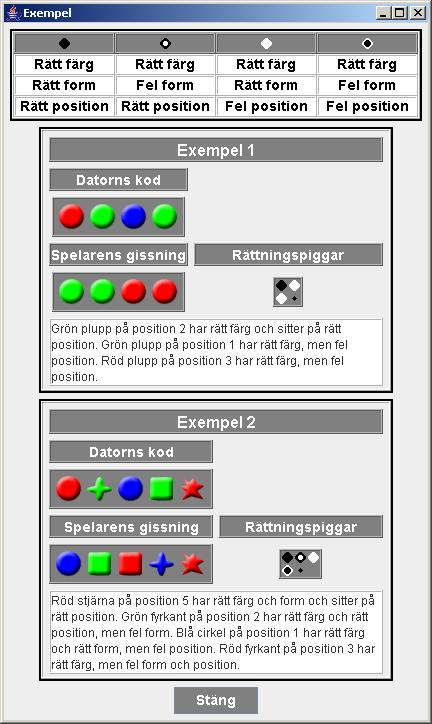 Exempel
Rätt färg Rätt färg Rätt färg Rätt färg
Rätt form Fel form Rätt form Fel form
Rätt position Rätt position Fel position Fel position
Exempel 1
Datorns kod
Spelarens gissning Rättningspiggar
Grön plupp på position 2 har rätt färg och sitter på rätt
position. Grön plupp på position 1 har rätt färg, men fel
position. Röd plupp på position 3 har rätt färg, men fel
position.
Exempel 2
Datorns kod
Spelarens gissning Rättningspiggar
Röd stjärna på position 5 har rätt färg och form och sitter på
rätt position. Grön fyrkant på position 2 har rätt färg och rätt
position, men fel form. Blå cirkel på position 1 har rätt färg
och rätt form, men fel position. Röd fyrkant på position 3 har
rätt färg, men fel form och position.
Stäng